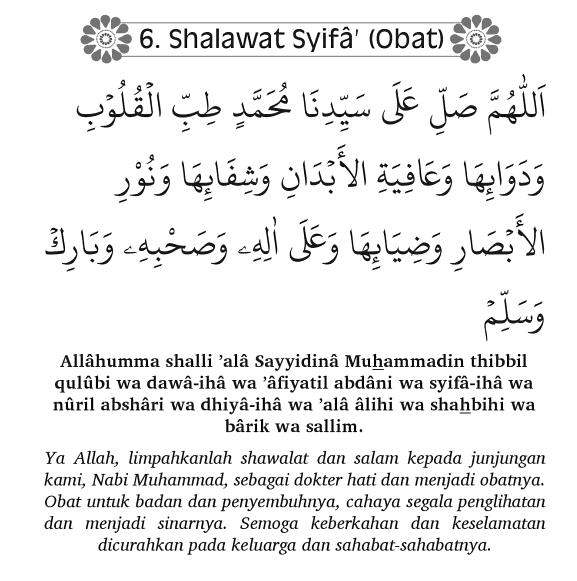 6. Shalawat Syifâ' (Obat)
اَللّٰهُمَّ صَلِّ عَلَى سَيِّدِنَا مُحَمَّدٍ طِبِّ الْقُلُوْبِ
وَدَوَائِهَا وَعَافِيَةِ الأَبْدَانِ وَشِفَائِهَا وَنُوْرِ
الأَبْصَارِ وَضِيَائِهَا وَعَلَى اٰلِهِۦ وَصَحْبِهِۦ وَبَارِكْ
وَسَلِّمْ
Allâhumma shalli ’alâ Sayyidinâ Muhammadin thibbil
qulûbi wa dawâ-ihâ wa ’âfiyatil abdâni wa syifâ-ihâ wa
nûril abshâri wa dhiyâ-ihâ wa ’alâ âlihi wa shahbihi wa
bârik wa sallim.
Ya Allah, limpahkanlah shawalat dan salam kepada junjungan
kami, Nabi Muhammad, sebagai dokter hati dan menjadi obatnya.
Obat untuk badan dan penyembuhnya, cahaya segala penglihatan
dan menjadi sinarnya. Semoga keberkahan dan keselamatan
dicurahkan pada keluarga dan sahabat-sahabatnya.